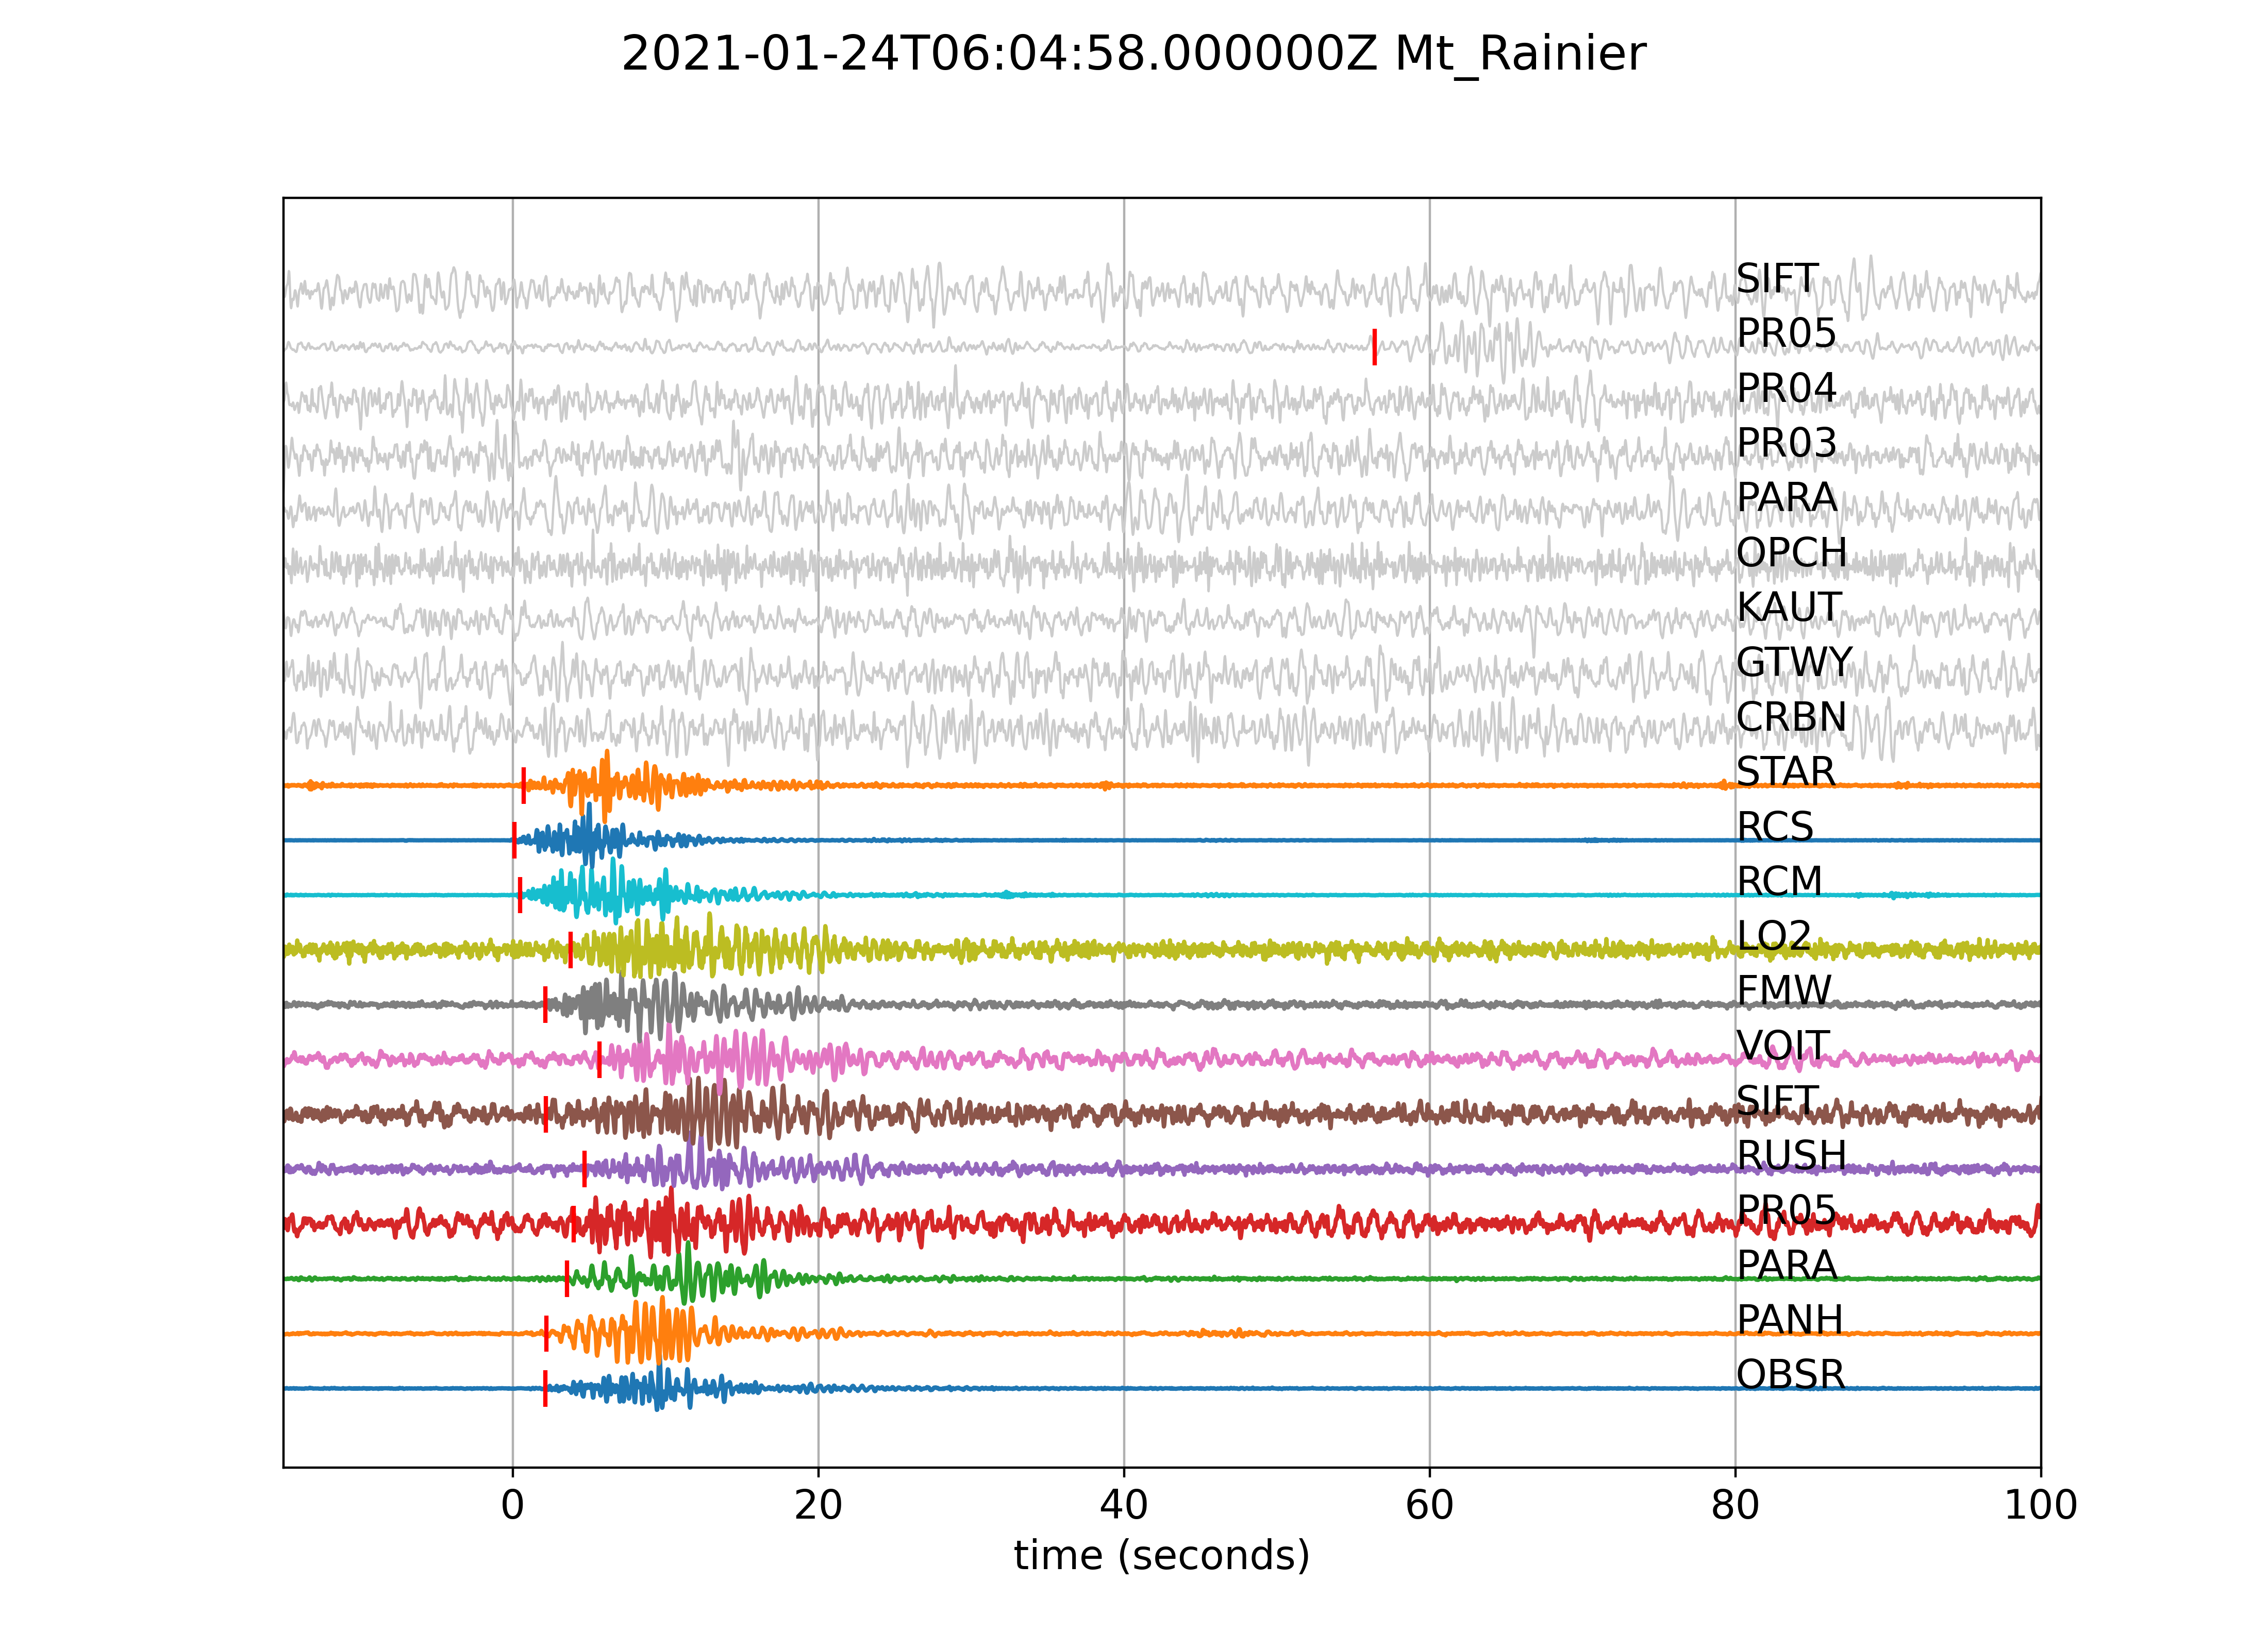 2021-01-24T06:04:58.000000Z Mt_Rainier
SIFT
PR05
PR04
PR03
PARA
OPCH
KAUT
GTWY
CRBN
STAR
RCS
RCM
LO2
FMW
VOIT
SIFT
RUSH
PR05
PARA
PANH
OBSR
0 20 40 60 80 100
time (seconds)